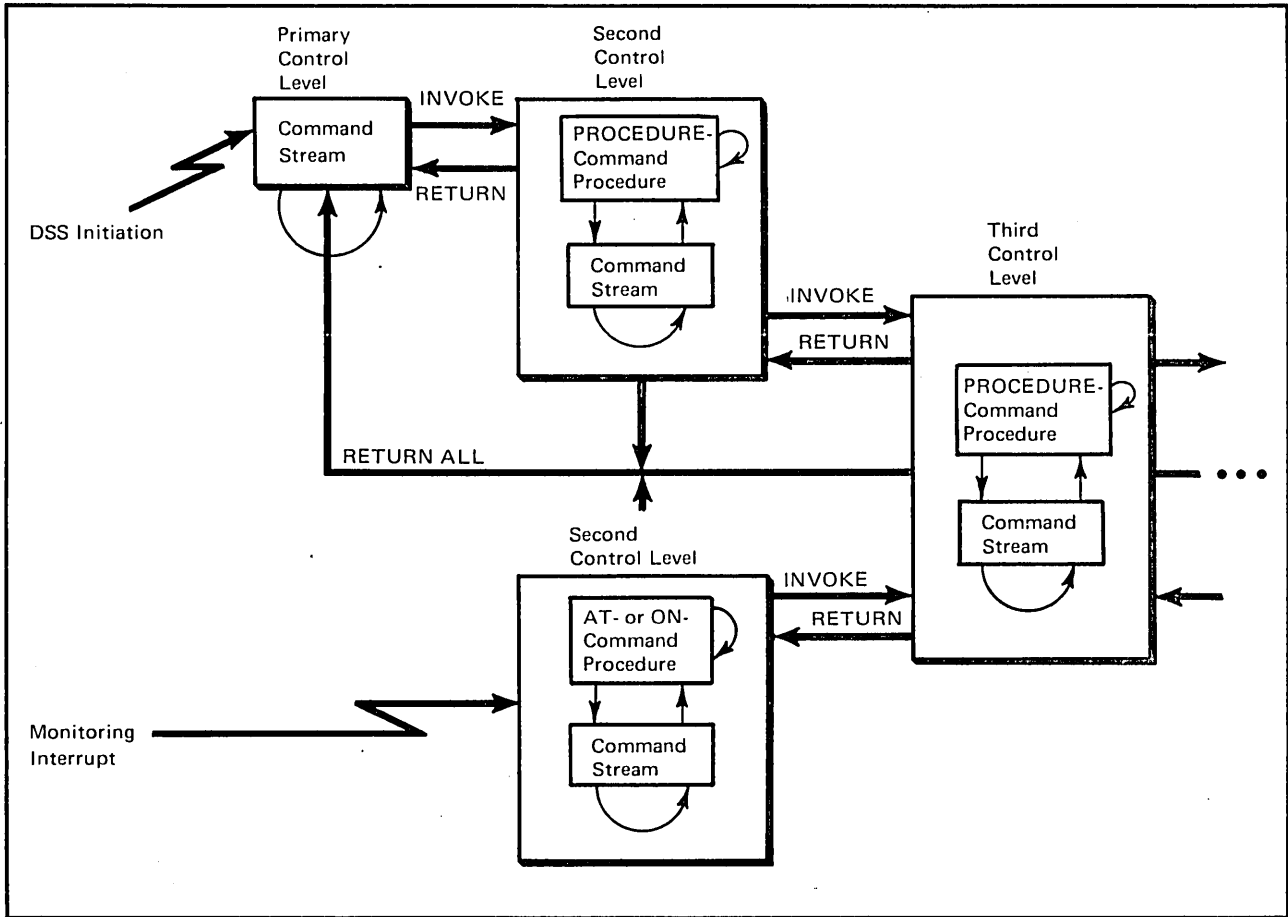 Primary
Control
Level
Second
Control
Level
Command
Stream
INVOKE
RETURN
PROCEDURE-
Command
Procedure
Command
Stream
DSS Initiation
Third
Control
Level
INVOKE
RETURN
PROCEDURE-
Command
Procedure
Command
Stream
RETURN ALL
Second
Control Level
INVOKE
RETURN
AT- or ON-
Command
Procedure
Command
Stream
Monitoring
Interrupt